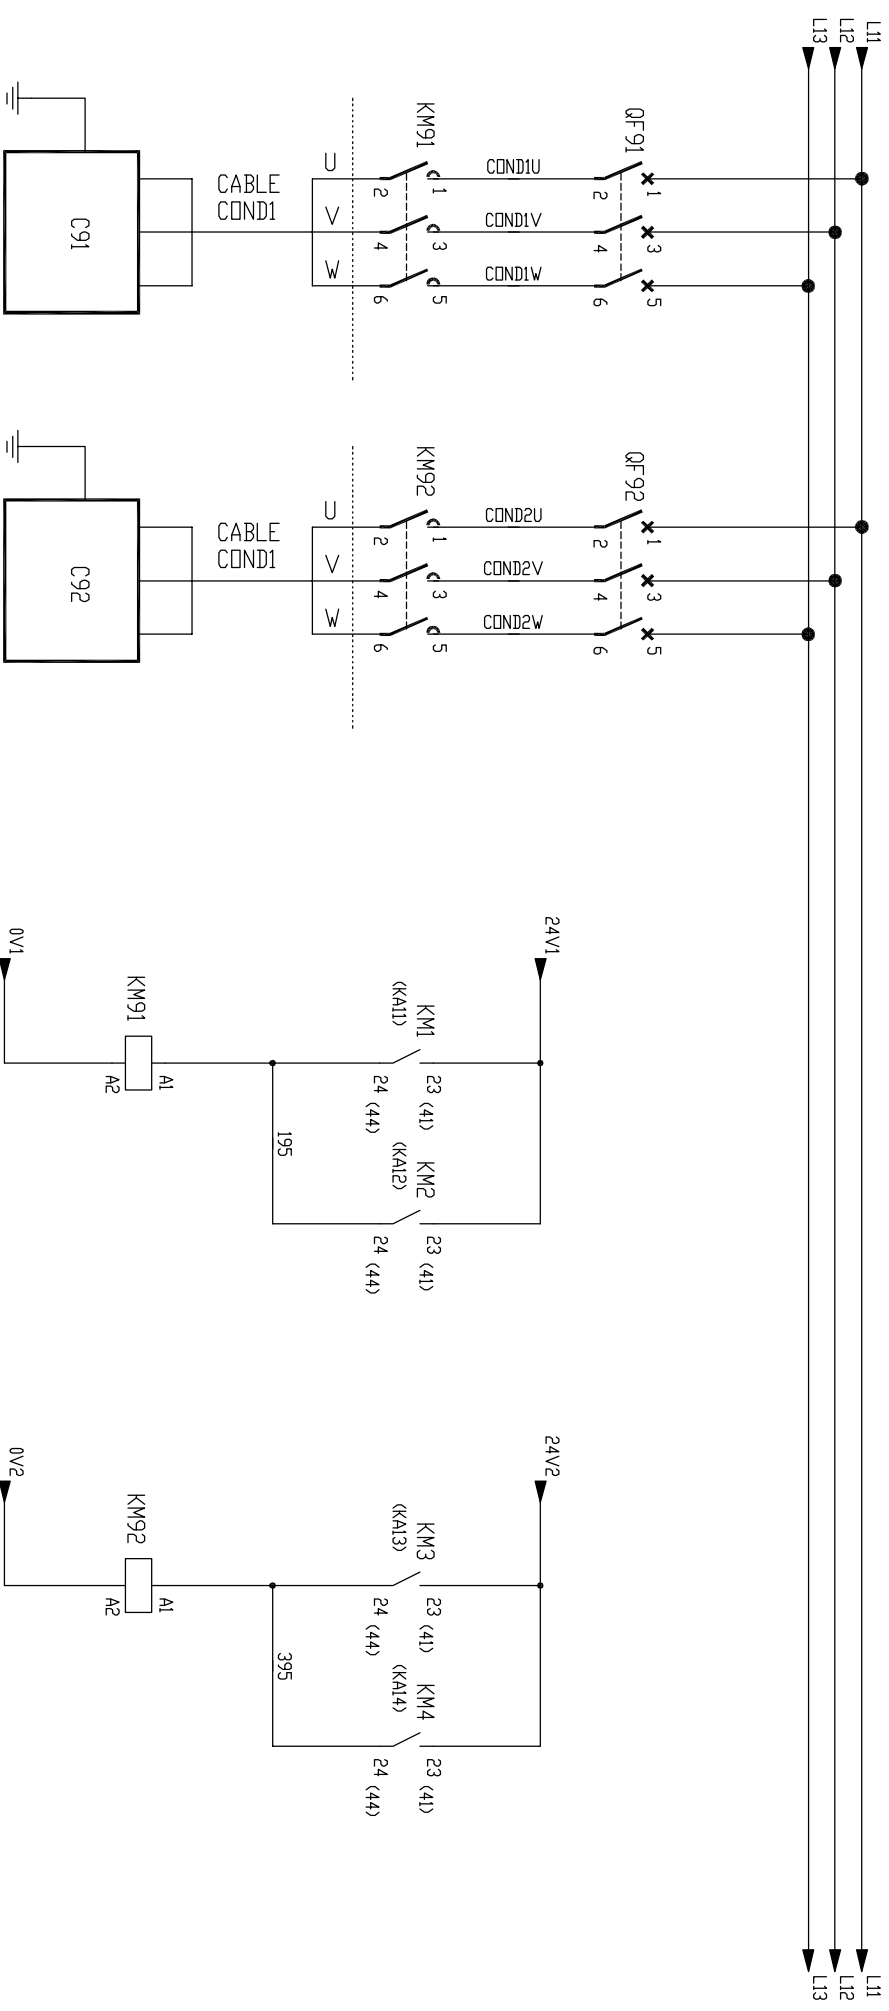 L11
L12
L13
QF91
1
3
5
2
4
6
COND1U
COND1V
COND1W
KM91
1
3
5
2
4
6
U
V
W
CABLE
COND1
C91
QF92
1
3
5
2
4
6
COND2U
COND2V
COND2W
KM92
1
3
5
2
4
6
U
V
W
CABLE
COND1
C92
24V1
KM1
(KA11)
23 (41)
24 (44)
KM2
(KA12)
23 (41)
24 (44)
195
KM91
A1
A2
0V1
24V2
KM3
(KA13)
23 (41)
24 (44)
KM4
(KA14)
23 (41)
24 (44)
395
KM92
A1
A2
0V2
L11
L12
L13